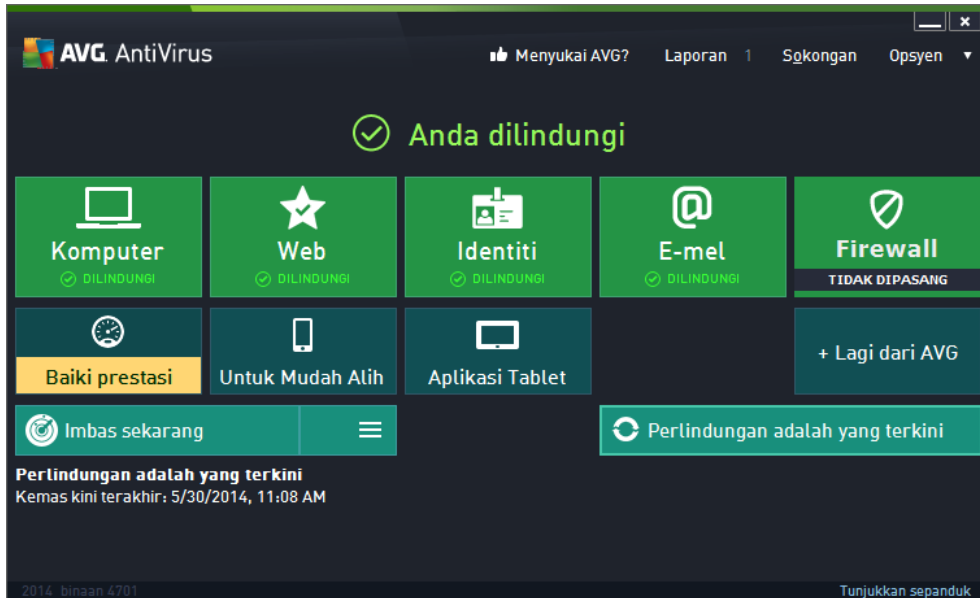 AVG AntiVirus
Menyukai AVG? Laporan 1 Sokongan Opsyen
Anda dilindungi
Komputer
DILINDUNGI
Web
DILINDUNGI
Identiti
DILINDUNGI
E-mel
DILINDUNGI
Firewall
TIDAK DIPASANG
Baiki prestasi
Untuk Mudah Alih
Aplikasi Tablet
+ Lagi dari AVG
Imbas sekarang
Perlindungan adalah yang terkini
Perlindungan adalah yang terkini
Kemas kini terakhir: 5/30/2014, 11:08 AM
2014 binaan 4701
Tunjukkan sepanduk